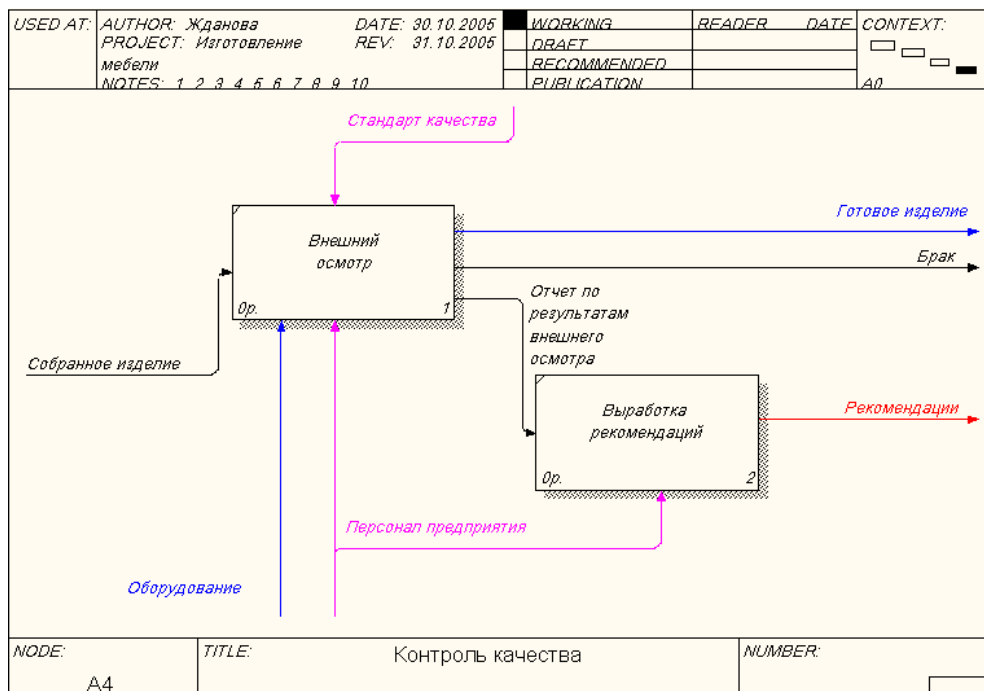 USED AT:
AUTHOR: Жданова
DATE: 30.10.2005
PROJECT: Изготовление
REV: 31.10.2005
мебели
NOTES: 1 2 3 4 5 6 7 8 9 10
WORKING
DRAFT
RECOMMENDED
PUBLICATION
READER
DATE
CONTEXT:
A0
Стандарт качества
Готовое изделие
Внешний
осмотр
Брак
0р.
1
Отчет по
результатам
внешнего
осмотра
Собранное изделие
Рекомендации
Выработка
рекомендаций
0р.
2
Персонал предприятия
Оборудование
NODE:
A4
TITLE:
Контроль качества
NUMBER: